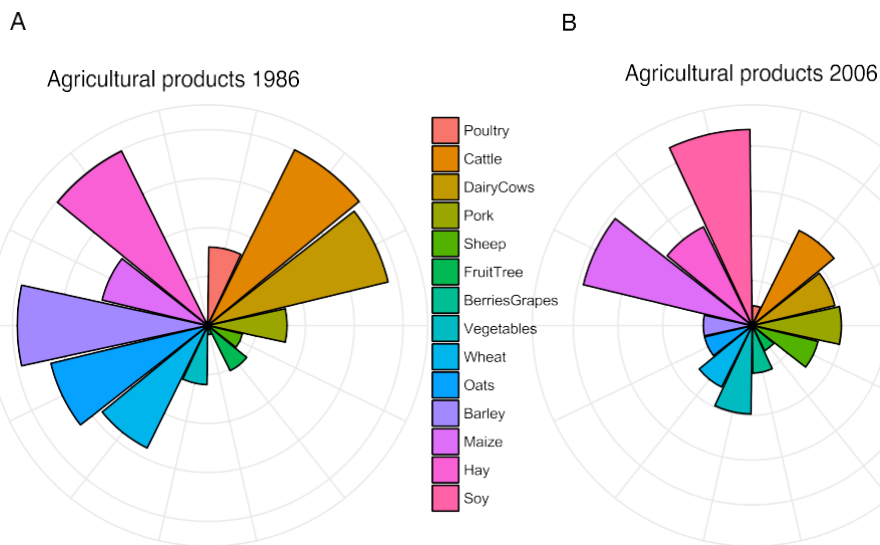 A
B
Agricultural products 1986
Agricultural products 2006
Poultry
Cattle
DairyCows
Pork
Sheep
FruitTree
BerriesGrapes
Vegetables
Wheat
Oats
Barley
Maize
Hay
Soy